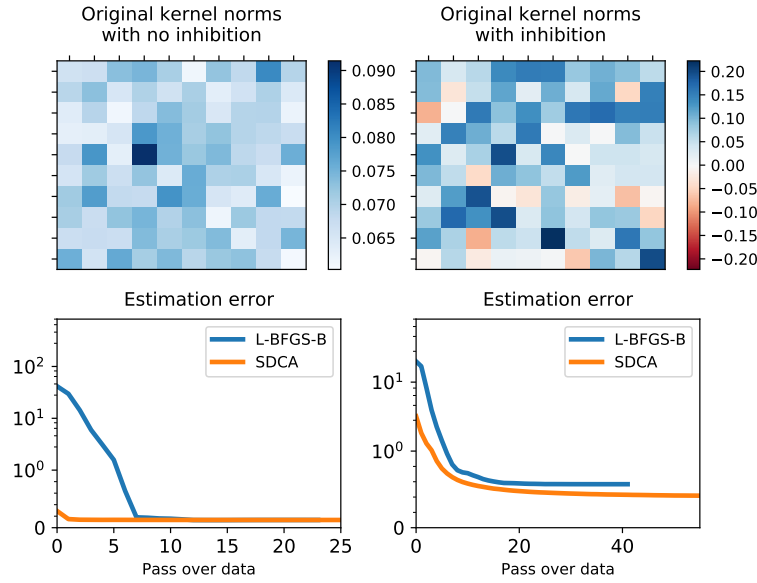 Original kernel norms
with no inhibition
0.090
0.085
0.080
0.075
0.070
0.065
Original kernel norms
with inhibition
0.20
0.15
0.10
0.05
0.00
−0.05
−0.10
−0.15
−0.20
Estimation error
L-BFGS-B
SDCA
10²
10¹
10⁰
0
0 5 10 15 20 25
Pass over data
Estimation error
L-BFGS-B
SDCA
10¹
10⁰
0
0 20 40
Pass over data